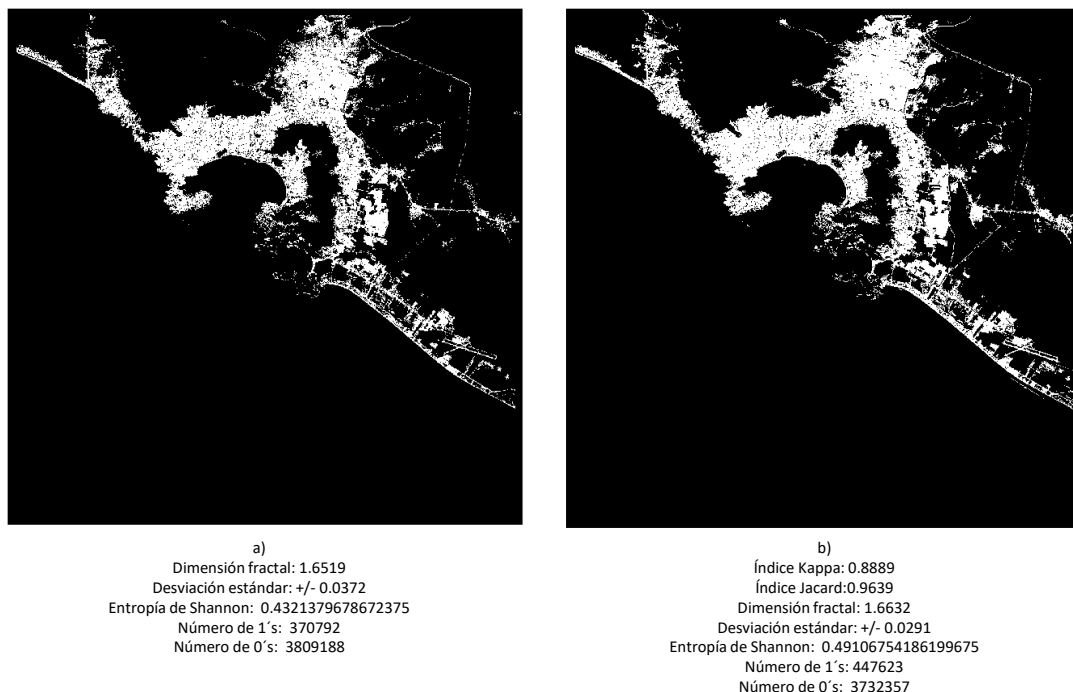 a)
Dimensión fractal: 1.6519
Desviación estándar: +/- 0.0372
Entropía de Shannon: 0.4321379678672375
Número de 1´s: 370792
Número de 0´s: 3809188
b)
Índice Kappa: 0.8889
Índice Jacard:0.9639
Dimensión fractal: 1.6632
Desviación estándar: +/- 0.0291
Entropía de Shannon: 0.49106754186199675
Número de 1´s: 447623
Número de 0´s: 3732357